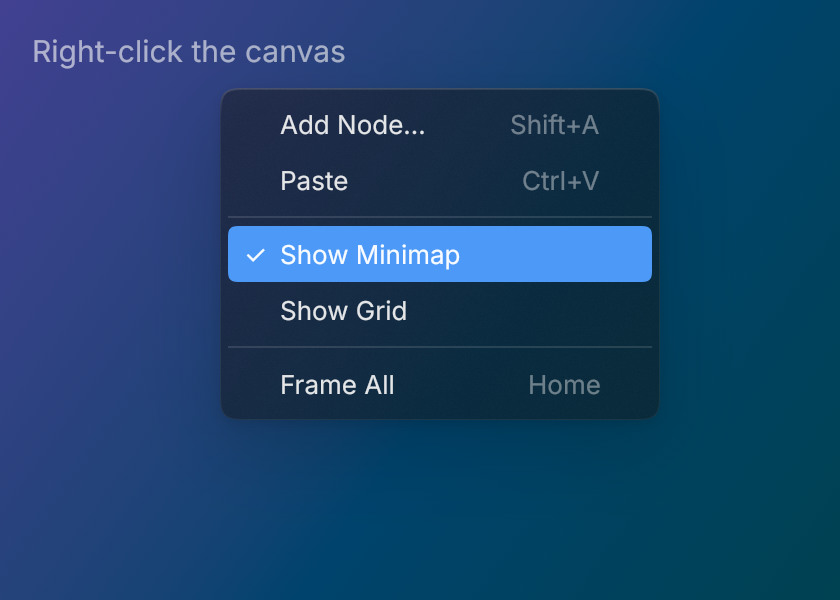 Right-click the canvas
Add Node... Shift+A
Paste Ctrl+V
Show Minimap
Show Grid
Frame All Home